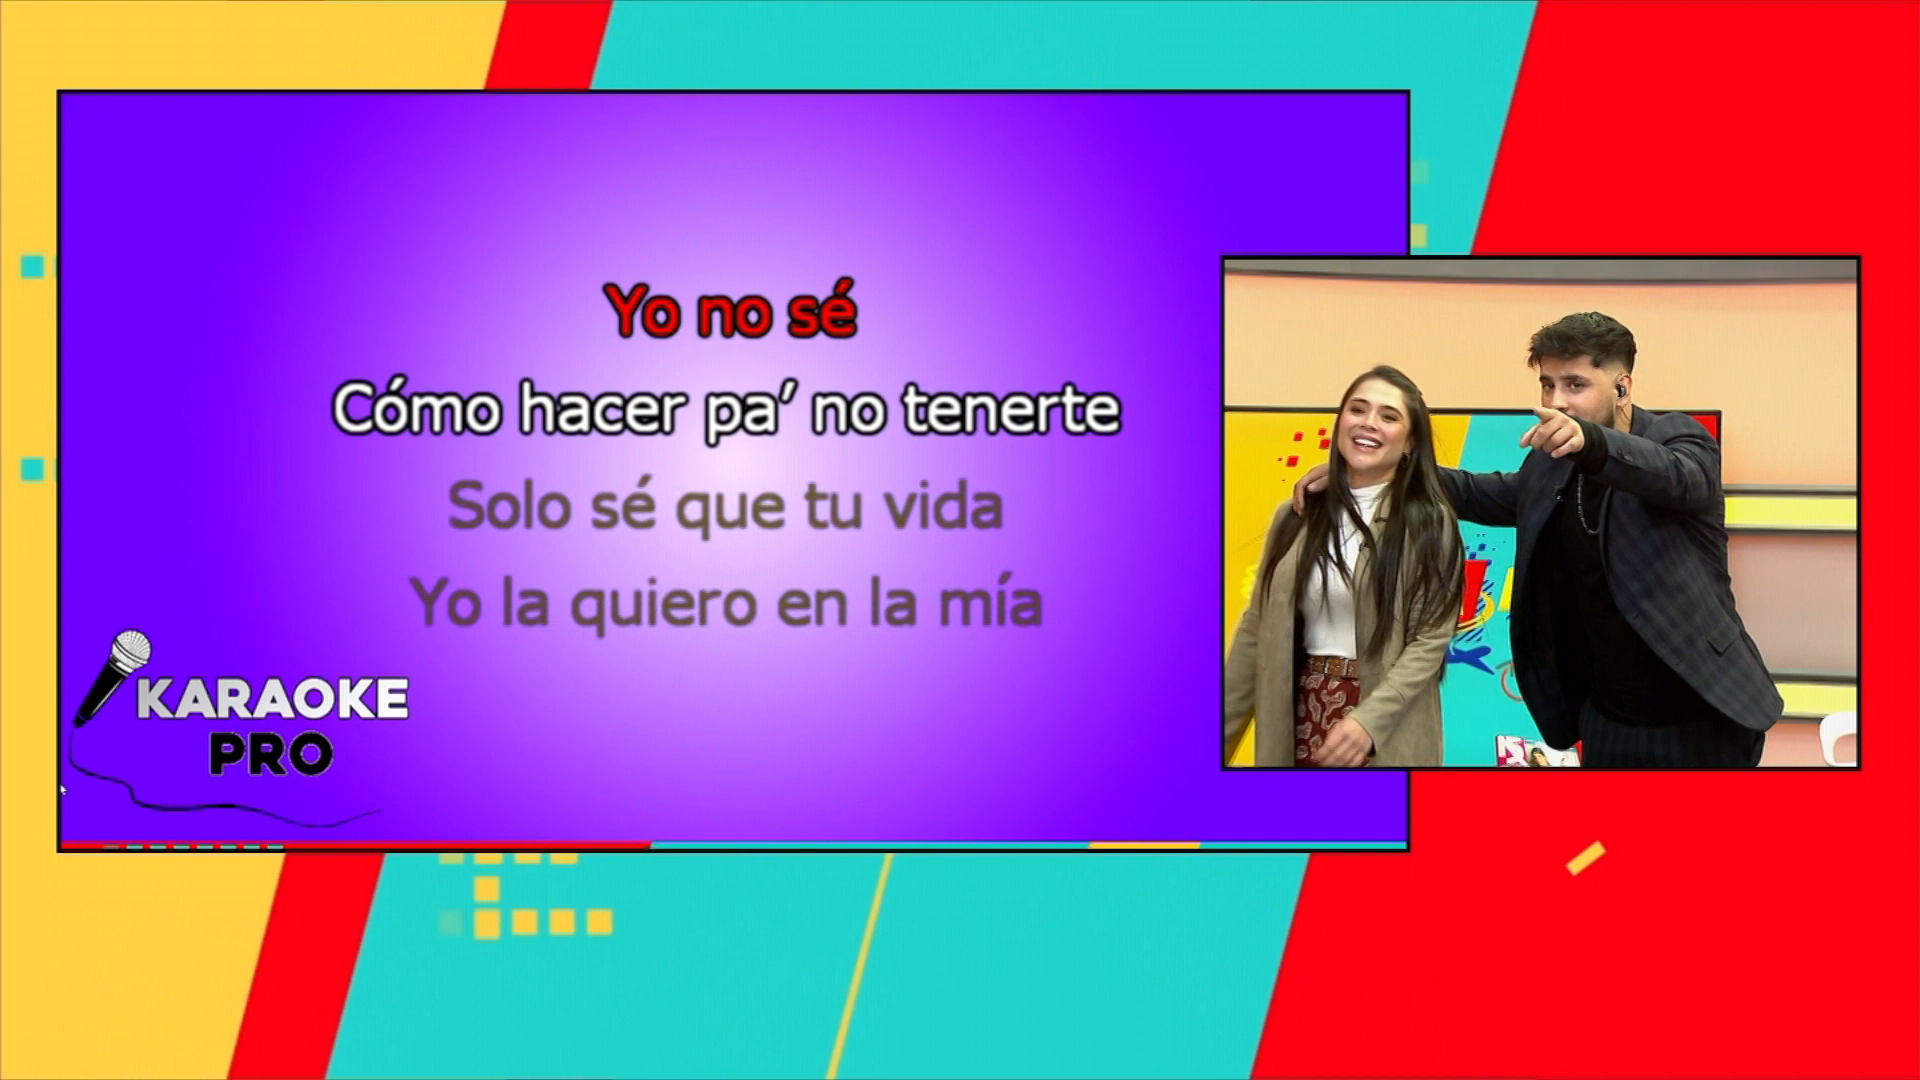 Yo no sé
Cómo hacer pa’ no tenerte
Solo sé que tu vida
Yo la quiero en la mía
KARAOKE
PRO